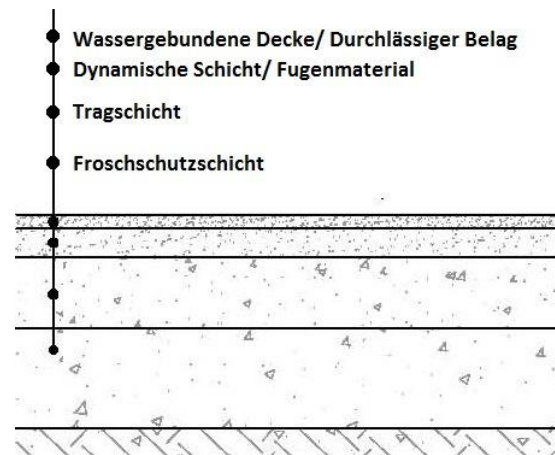 Wassergebundene Decke/ Durchlässiger Belag
Dynamische Schicht/ Fugenmaterial
Tragschicht
Froschschutzschicht